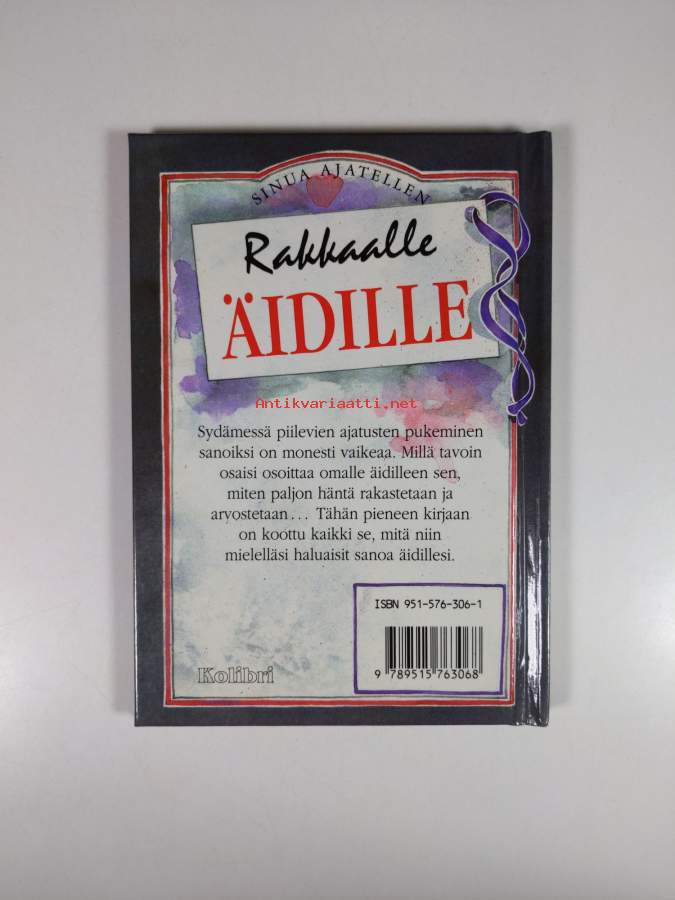 SINUA AJATELLEN
Rakkaalle
ÄIDILLE
Antikvariaatti.net
Sydämessä piilevien ajatusten pukeminen
sanoiksi on monesti vaikeaa. Millä tavoin
osaisi osoittaa omalle äidilleen sen,
miten paljon häntä rakastetaan ja
arvostetaan... Tähän pieneen kirjaan
on koottu kaikki se, mitä niin
mielelläsi haluaisit sanoa äidillesi.
ISBN 951-576-306-1
9 789515 763068
Kolibri